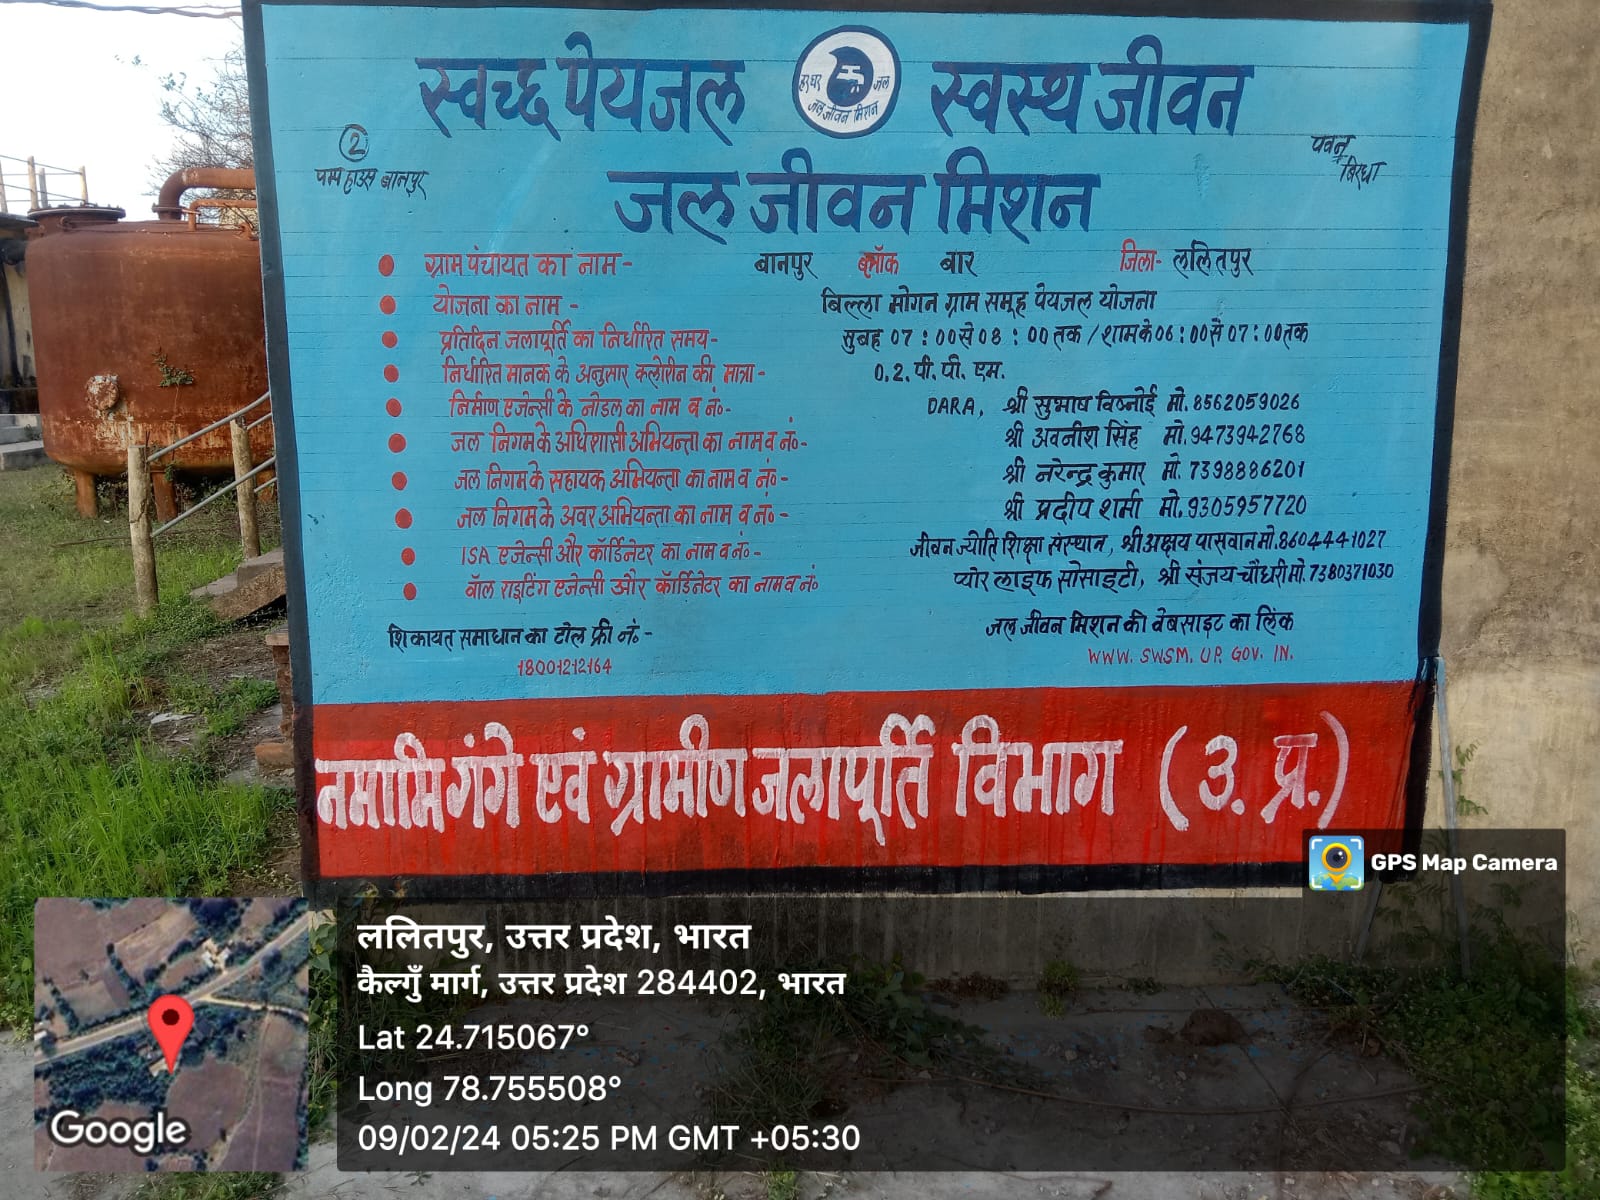 स्वच्छ पेयजल स्वस्थ जीवन
हर घर जल
जल जीवन मिशन
2
पम्प हाउस बानपुर
पवन
बिरधा
जल जीवन मिशन
ग्राम पंचायत का नाम - बानपुर ब्लॉक बार जिला- ललितपुर
योजना का नाम - बिल्ला मोगन ग्राम समूह पेयजल योजना
प्रतिदिन जलापूर्ति का निर्धारित समय- सुबह 07:00 से 08:00 तक / शाम के 06:00 से 07:00 तक
निर्धारित मानक के अनुसार क्लोरीन की मात्रा - 0.2. पी. पी. एम.
निर्माण एजेन्सी के नोडल का नाम व नं०- DARA, श्री सुभाष विष्नोई मो. 8562059026
जल निगम के अधिशासी अभियन्ता का नाम व नं०- श्री अवनीश सिंह मो. 9473942768
जल निगम के सहायक अभियन्ता का नाम व नं०- श्री नरेन्द्र कुमार मो. 7398886201
जल निगम के अवर अभियन्ता का नाम व नं०- श्री प्रदीप शर्मा मो. 9305957720
ISA एजेन्सी और कॉर्डिनेटर का नाम व नं०- जीवन ज्योति शिक्षा संस्थान, श्री अक्षय पासवान मो. 8604441027
वॉल राइटिंग एजेन्सी और कॉर्डिनेटर का नाम व नं० प्योर लाइफ सोसाइटी, श्री संजय चौधरी मो. 7380371030
शिकायत समाधान का टोल फ्री नं०- जल जीवन मिशन की वेबसाइट का लिंक
18001212164 WWW. SWSM. UP. GOV. IN.
नमामि गंगे एवं ग्रामीण जलापूर्ति विभाग (उ. प्र.)
GPS Map Camera
ललितपुर, उत्तर प्रदेश, भारत
कैल्गुँ मार्ग, उत्तर प्रदेश 284402, भारत
Lat 24.715067°
Long 78.755508°
09/02/24 05:25 PM GMT +05:30
Google